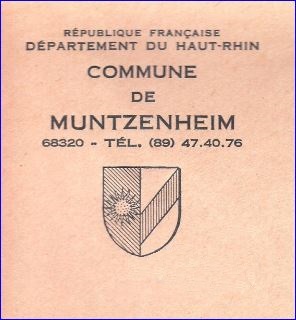 RÉPUBLIQUE FRANÇAISE
DÉPARTEMENT DU HAUT-RHIN
COMMUNE
DE
MUNTZENHEIM
68320 - TÉL. (89) 47.40.76